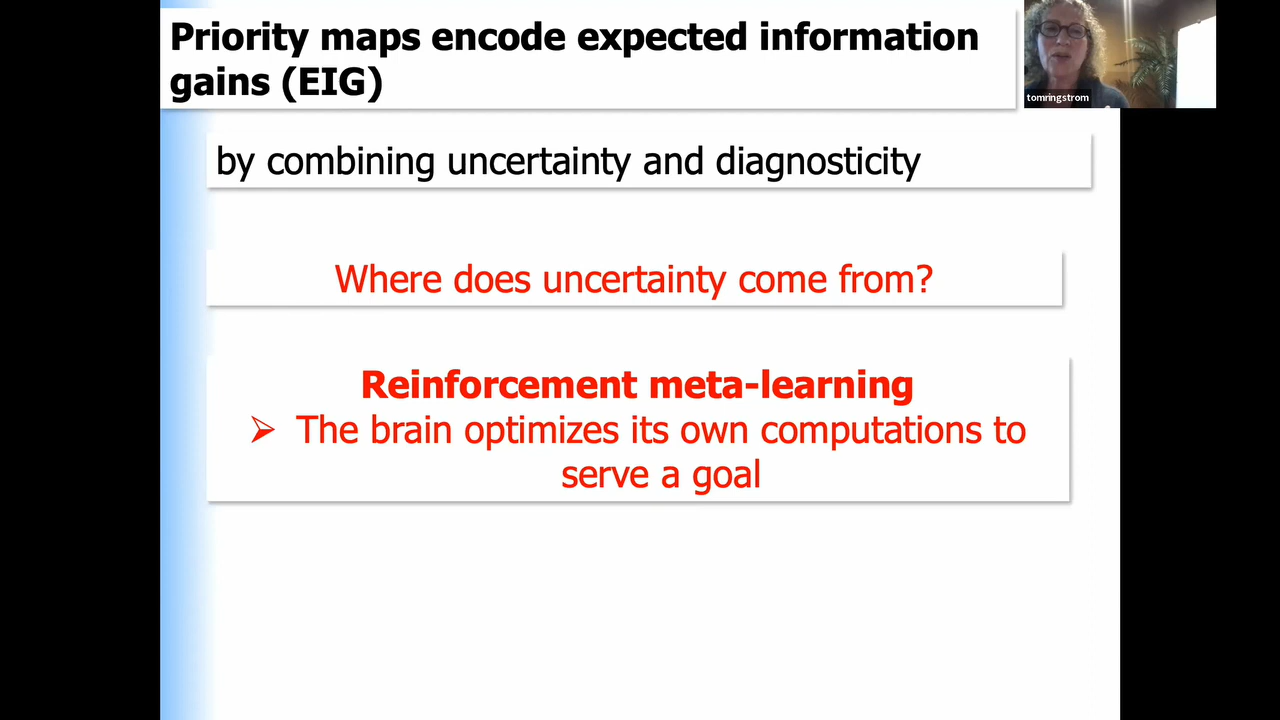 Priority maps encode expected information
gains (EIG)
tomringstrom
by combining uncertainty and diagnosticity
Where does uncertainty come from?
Reinforcement meta-learning
➢ The brain optimizes its own computations to
serve a goal